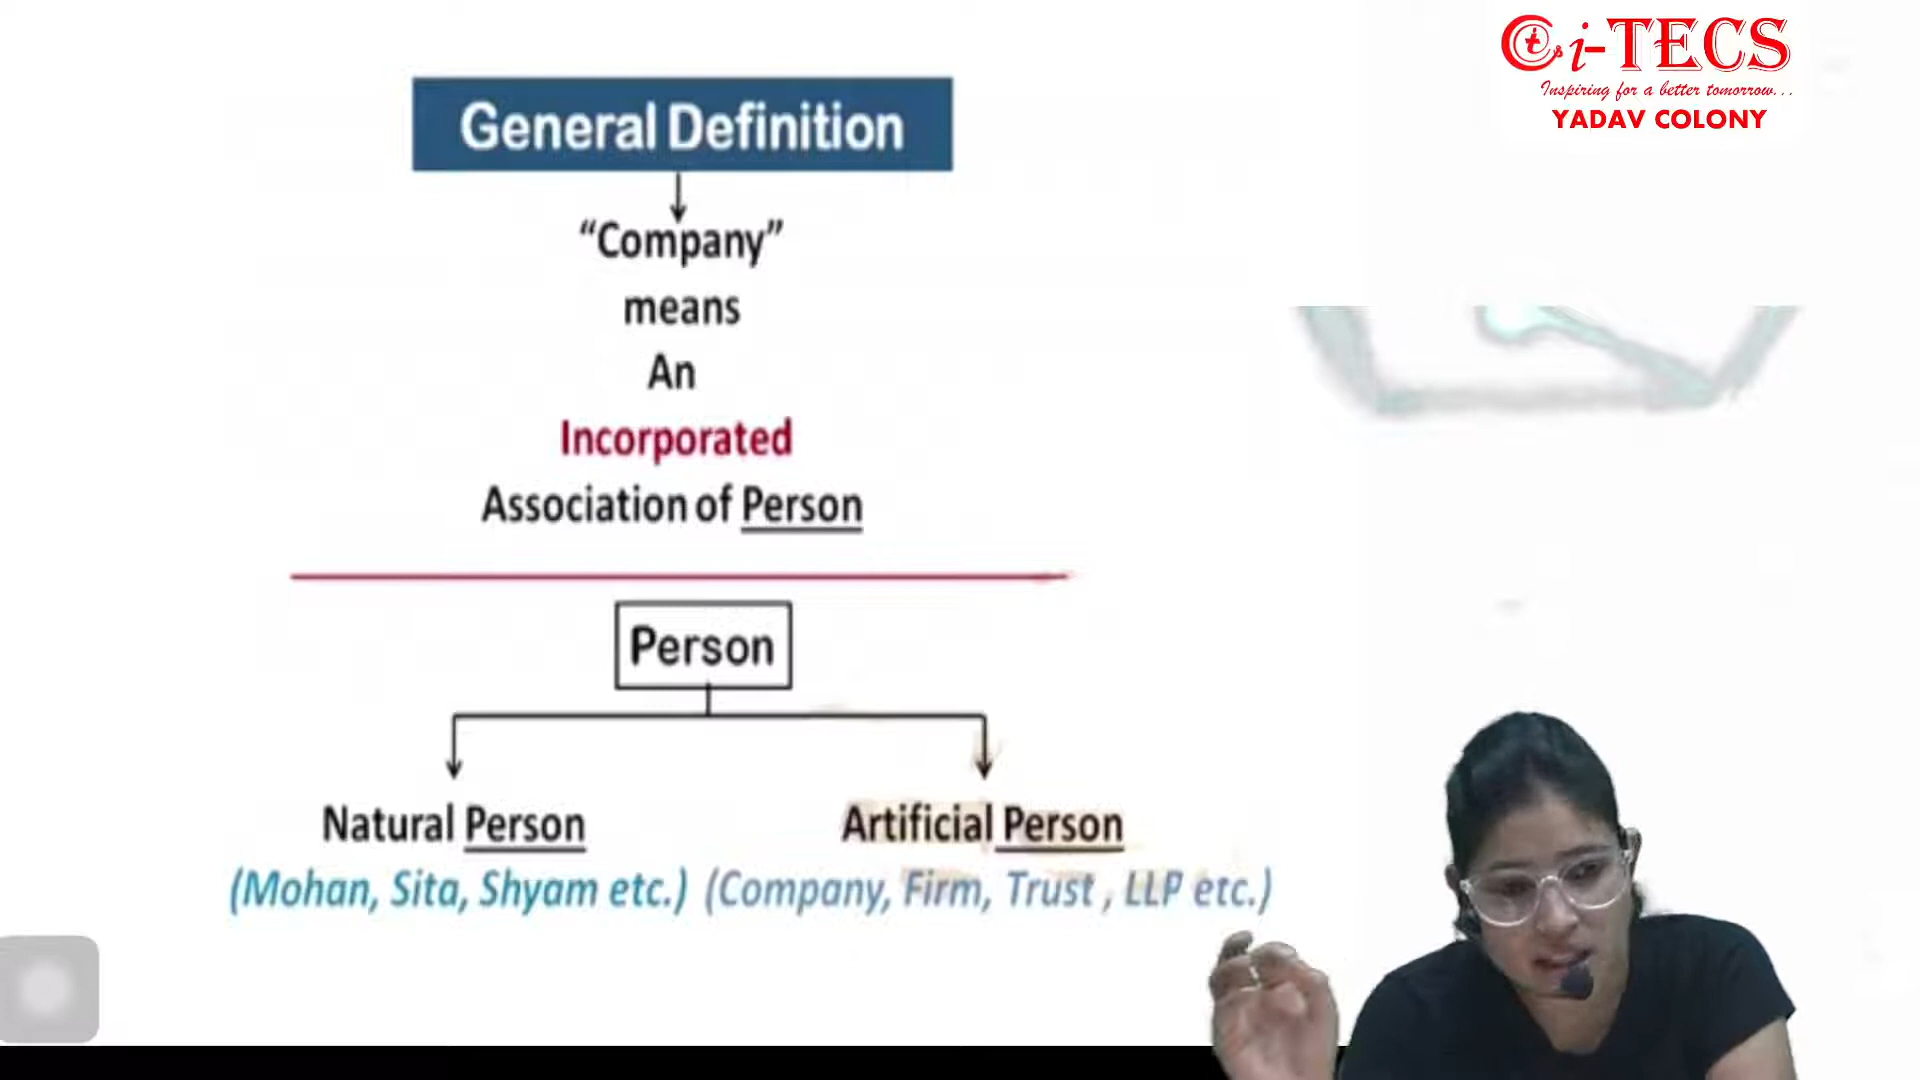 i-TECS
Inspiring for a better tomorrow...
YADAV COLONY
General Definition
“Company”
means
An
Incorporated
Association of Person
Person
Natural Person
Artificial Person
(Mohan, Sita, Shyam etc.)
(Company, Firm, Trust , LLP etc.)